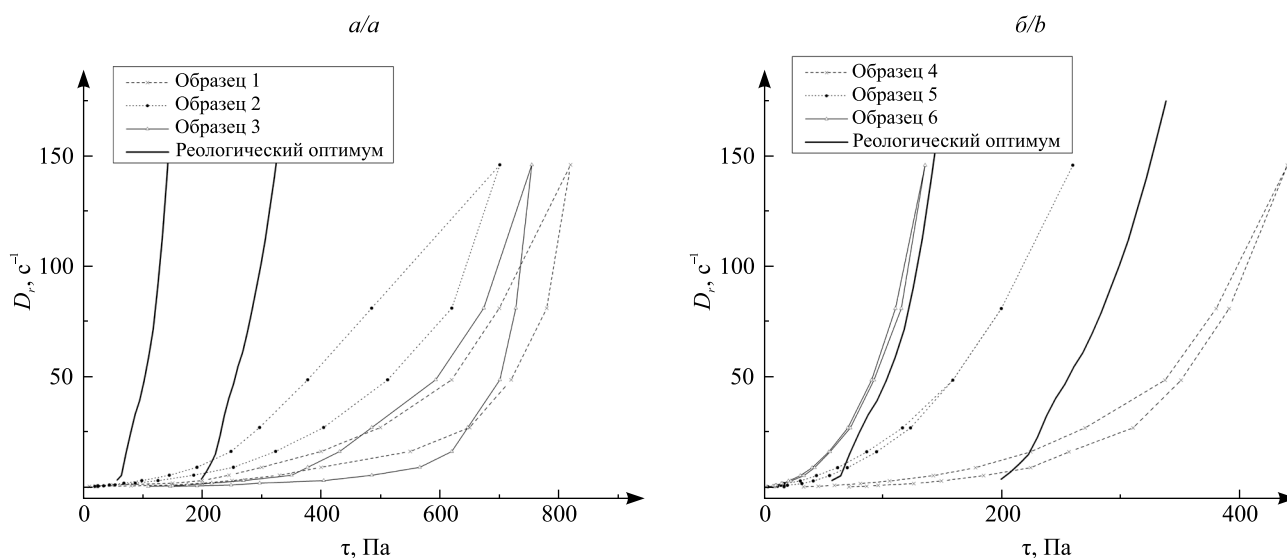 а/a
Образец 1
Образец 2
Образец 3
Реологический оптимум
150
100
50
0 200 400 600 800
D_r, с⁻¹
τ, Па
б/b
Образец 4
Образец 5
Образец 6
Реологический оптимум
150
100
50
0 200 400
D_r, с⁻¹
τ, Па